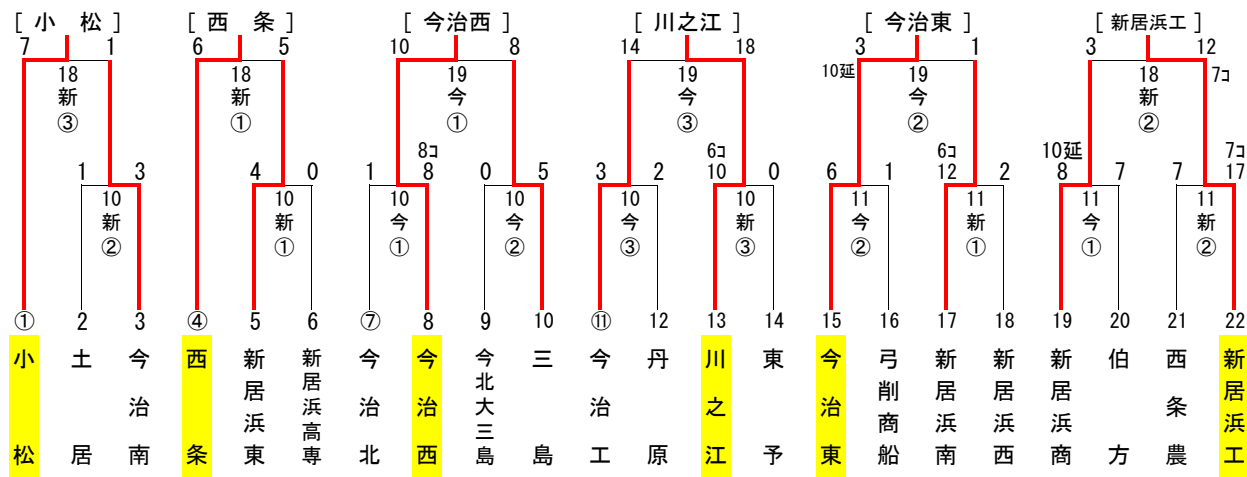 [ 小 松 ] [ 西 条 ] [ 今治西 ] [ 川之江 ] [ 今治東 ] [ 新居浜工 ]
7 1 6 5 10 8 14 18 3 1 3 12
18 18 19 19 10延 19 18 7コ
新 新 今 今 今 新
③ ① ① ③ ② ②
8コ 6コ 6コ 10延 7コ
1 3 4 0 1 8 0 5 3 2 10 0 6 1 12 2 8 7 7 17
10 10 10 10 10 10 11 11 11 11
新 新 今 今 今 新 今 新 今 新
② ① ① ② ③ ③ ② ① ① ②
① 2 3 ④ 5 6 ⑦ 8 9 10 ⑪ 12 13 14 15 16 17 18 19 20 21 22
小松
土居
今治南
西条
新居浜東
新居浜高専
今治北
今治西
今北大三島
三島
今治工
丹原
川之江
東予
今治東
弓削商船
新居浜南
新居浜西
新居浜商
伯方
西条農
新居浜工